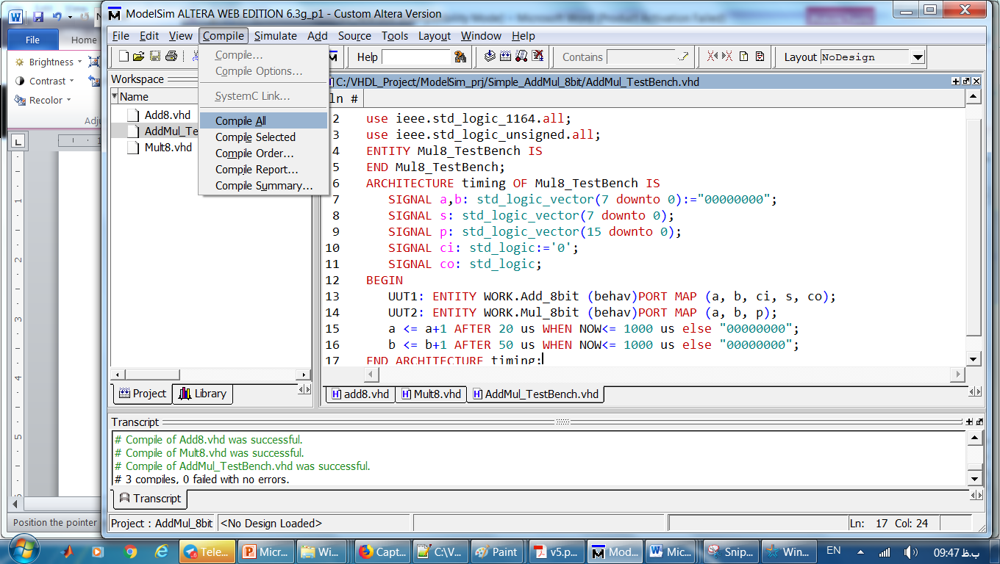 ModelSim ALTERA WEB EDITION 6.3g_p1 - Custom Altera Version
File Edit View Compile Simulate Add Source Tools Layout Window Help
File Home
Brightness
Contrast
Recolor
Help
Contains
Layout NoDesign
Compile...
Compile Options...
SystemC Link...
Compile All
Compile Selected
Compile Order...
Compile Report...
Compile Summary...
Workspace
Name
Add8.vhd
AddMul_Te
Mult8.vhd
Project Library
C:/VHDL_Project/ModelSim_prj/Simple_AddMul_8bit/AddMul_TestBench.vhd
ln #
2 use ieee.std_logic_1164.all;
3 use ieee.std_logic_unsigned.all;
4 ENTITY Mul8_TestBench IS
5 END Mul8_TestBench;
6 ARCHITECTURE timing OF Mul8_TestBench IS
7 SIGNAL a,b: std_logic_vector(7 downto 0):="00000000";
8 SIGNAL s: std_logic_vector(7 downto 0);
9 SIGNAL p: std_logic_vector(15 downto 0);
10 SIGNAL ci: std_logic:='0';
11 SIGNAL co: std_logic;
12 BEGIN
13 UUT1: ENTITY WORK.Add_8bit (behav)PORT MAP (a, b, ci, s, co);
14 UUT2: ENTITY WORK.Mul_8bit (behav)PORT MAP (a, b, p);
15 a <= a+1 AFTER 20 us WHEN NOW<= 1000 us else "00000000";
16 b <= b+1 AFTER 50 us WHEN NOW<= 1000 us else "00000000";
17 END ARCHITECTURE timing;
add8.vhd Mult8.vhd AddMul_TestBench.vhd
Transcript
# Compile of Add8.vhd was successful.
# Compile of Mult8.vhd was successful.
# Compile of AddMul_TestBench.vhd was successful.
# 3 compiles, 0 failed with no errors.
Transcript
Position the pointer
Project : AddMul_8bit <No Design Loaded> Ln: 17 Col: 24
Tele... Micr... Wi... Capt... C:\V... Paint v5.p... Mod... Mic... Snip... Win... EN 09:47 ب.ظ